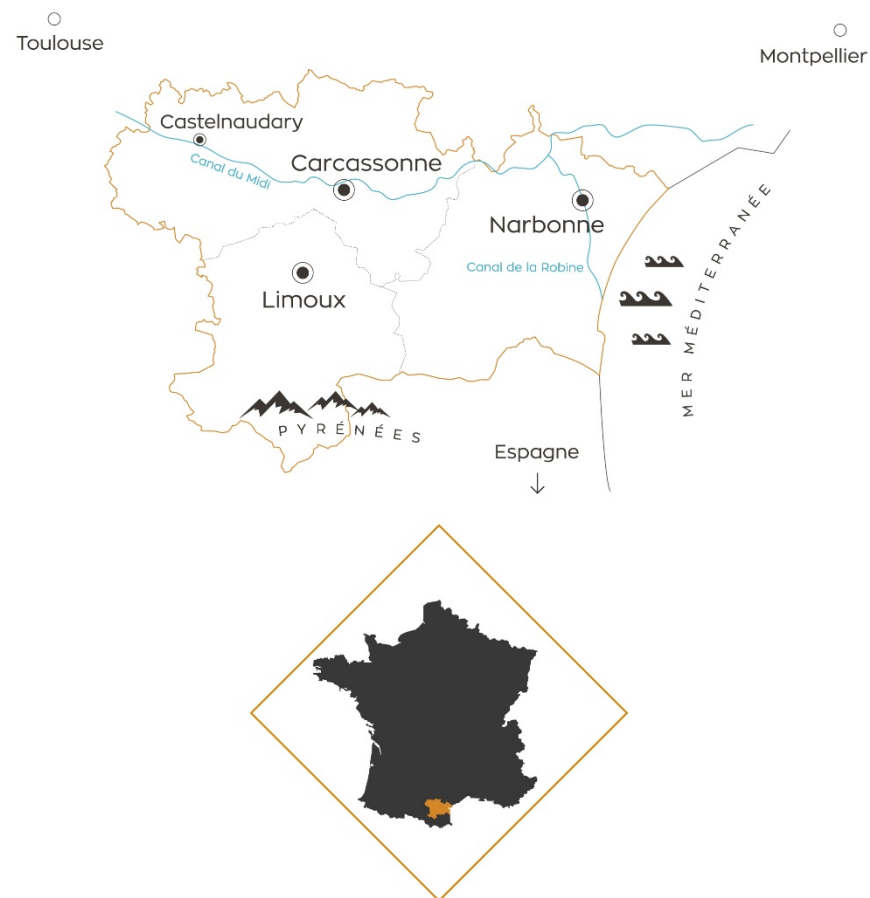 Toulouse
Montpellier
Castelnaudary
Canal du Midi
Carcassonne
Narbonne
Canal de la Robine
Limoux
MER MÉDITERRANÉE
PYRÉNÉES
Espagne